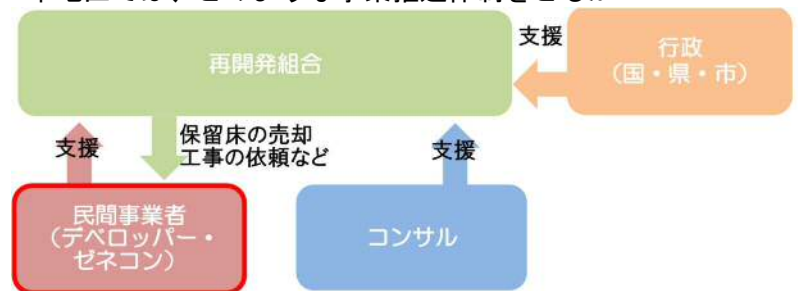 支援
行政
(国・県・市)
再開発組合
支援
保留床の売却
工事の依頼など
支援
民間事業者
(デベロッパー・
ゼネコン)
コンサル